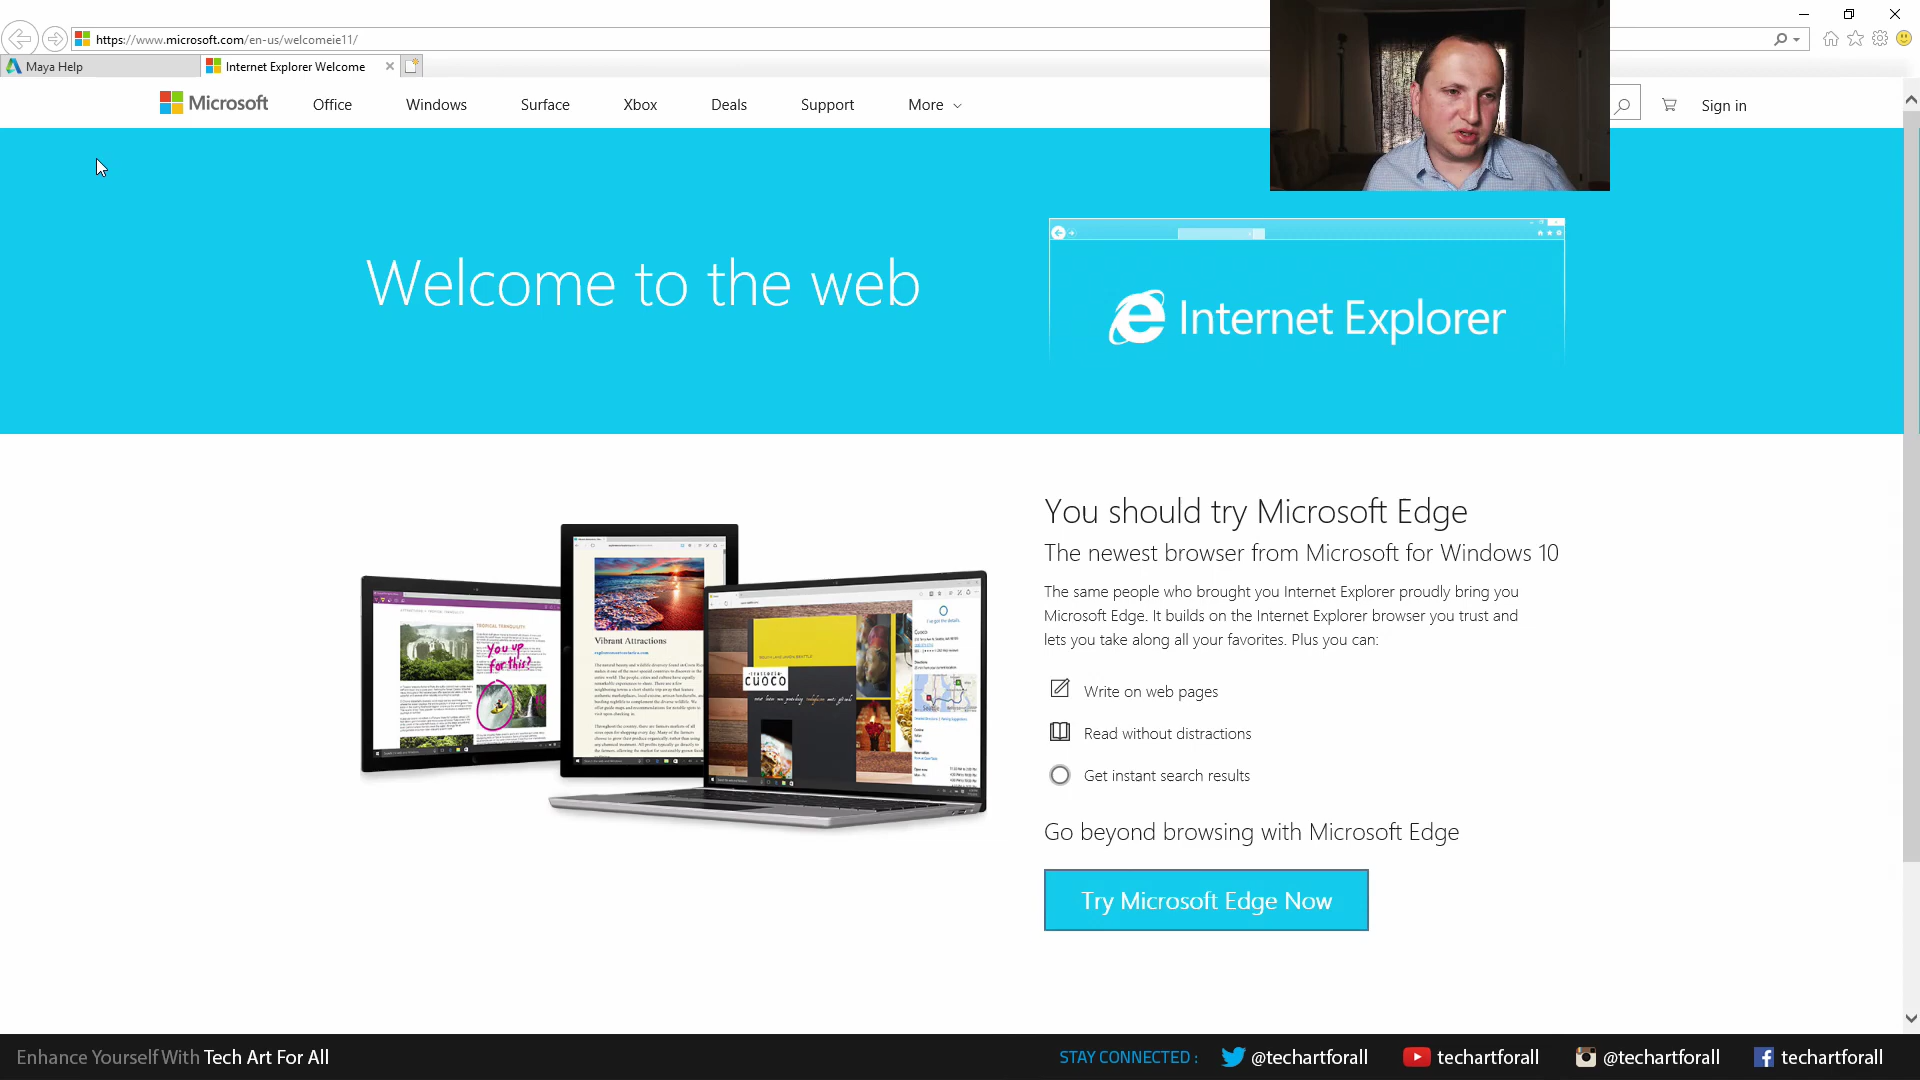 https://www.microsoft.com/en-us/welcomeie11/
Maya Help
Internet Explorer Welcome
Microsoft
Office
Windows
Surface
Xbox
Deals
Support
More
Sign in
Welcome to the web
Internet Explorer
You should try Microsoft Edge
The newest browser from Microsoft for Windows 10
The same people who brought you Internet Explorer proudly bring you
Microsoft Edge. It builds on the Internet Explorer browser you trust and
lets you take along all your favorites. Plus you can:
Write on web pages
Read without distractions
Get instant search results
Go beyond browsing with Microsoft Edge
Try Microsoft Edge Now
TROPICAL TRANQUILITY
You up
for this?
Vibrant Attractions
CUOCO
Enhance Yourself With Tech Art For All
STAY CONNECTED :
@techartforall
techartforall
@techartforall
techartforall